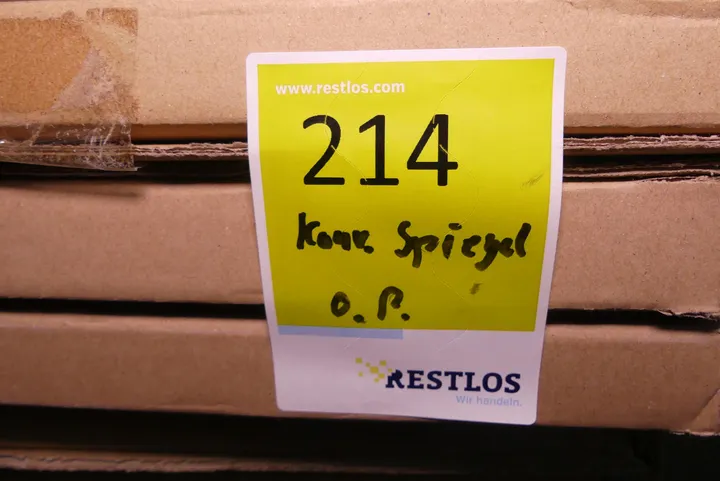 www.restlos.com
214
Konv. Spiegel
o.P.
RESTLOS
Wir handeln.